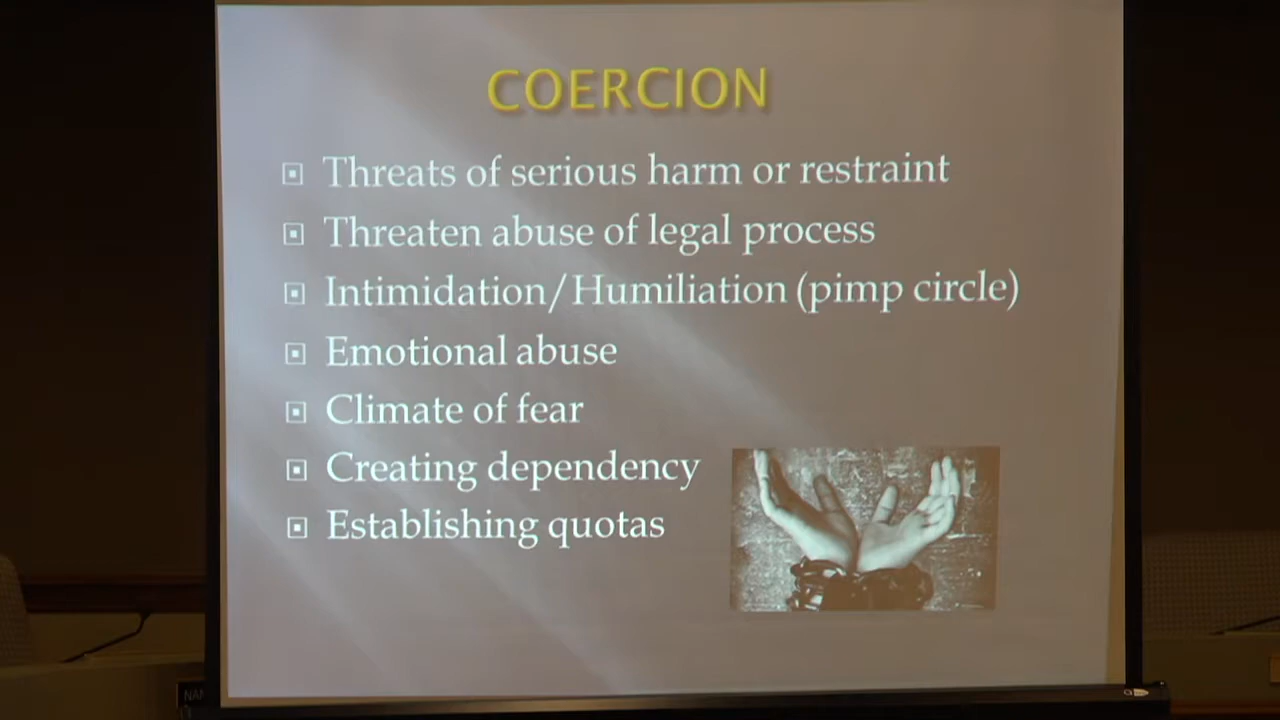 COERCION
Threats of serious harm or restraint
Threaten abuse of legal process
Intimidation/Humiliation (pimp circle)
Emotional abuse
Climate of fear
Creating dependency
Establishing quotas